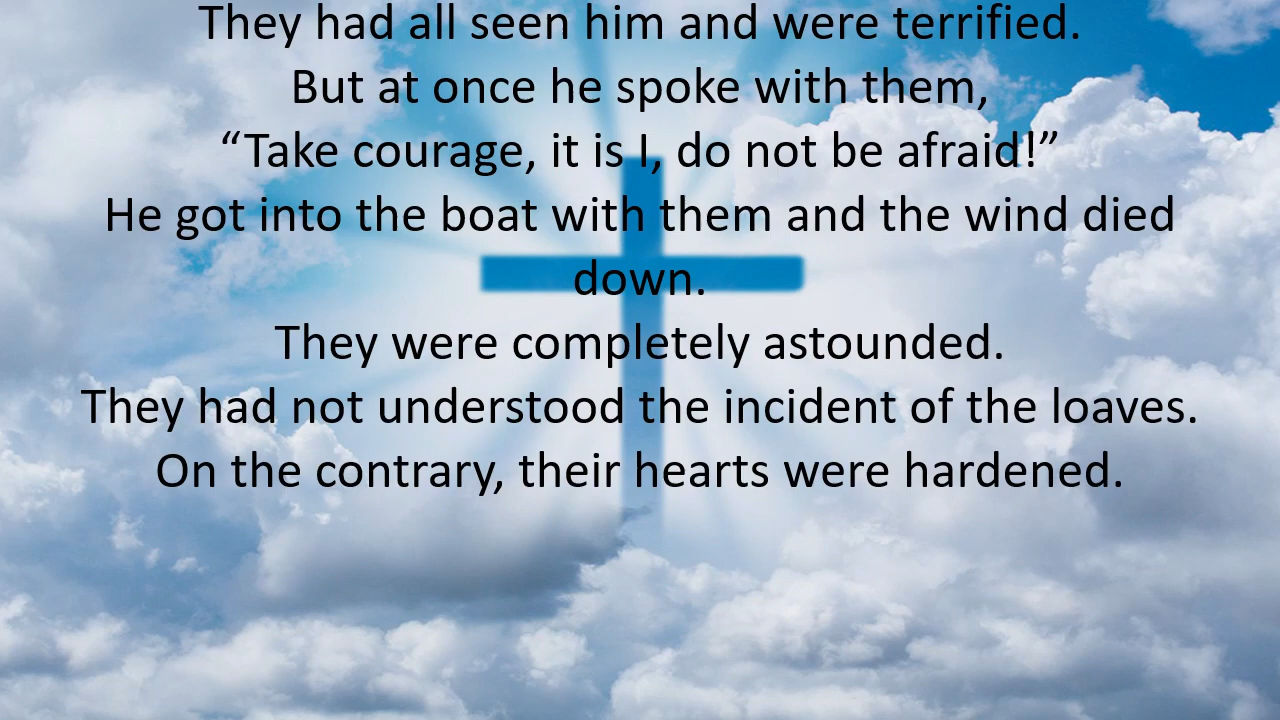 They had all seen him and were terrified.
But at once he spoke with them,
“Take courage, it is I, do not be afraid!”
He got into the boat with them and the wind died
down.
They were completely astounded.
They had not understood the incident of the loaves.
On the contrary, their hearts were hardened.